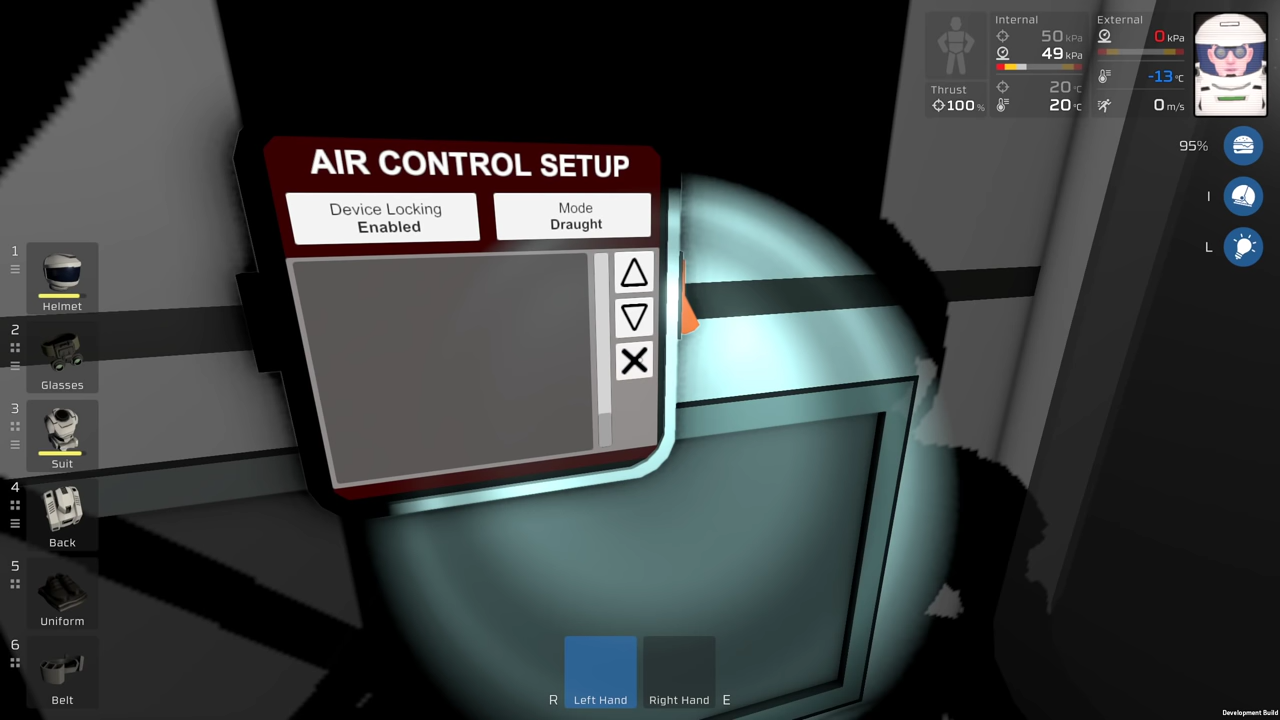 Internal
50 kPa
49 kPa
20 °C
20 °C
External
0 kPa
-13 °C
0 m/s
Thrust
100 %
95%
I
L
AIR CONTROL SETUP
Device Locking
Enabled
Mode
Draught
1
Helmet
2
Glasses
3
Suit
4
Back
5
Uniform
6
Belt
R
Left Hand
Right Hand
E
Development Build